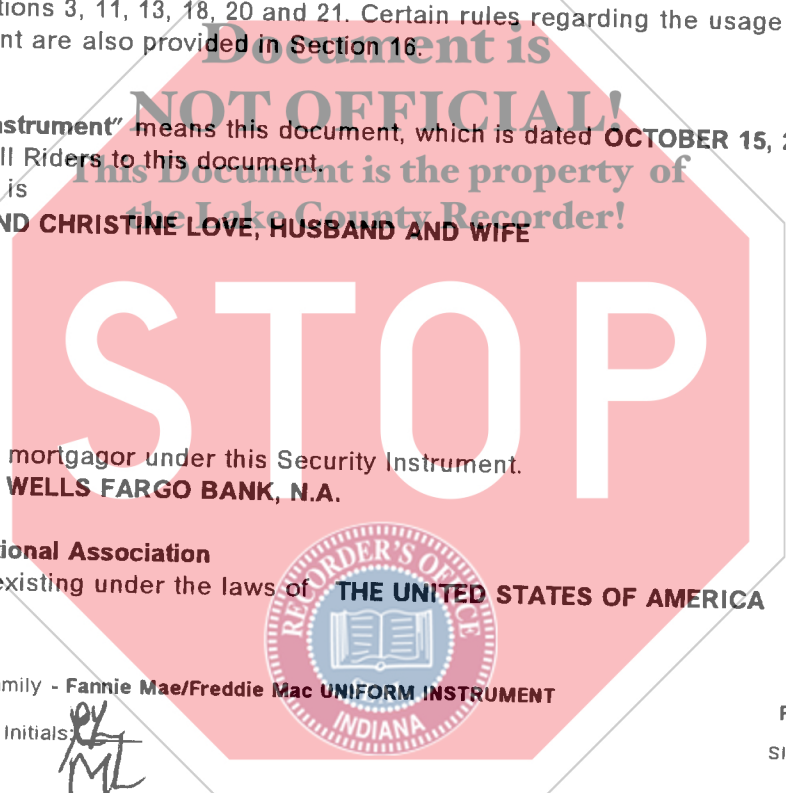 tions 3, 11, 13, 18, 20 and 21. Certain rules regarding the usage
nt are also provided in Section 16.
Document is
NOT OFFICIAL!
nstrument" means this document, which is dated OCTOBER 15, 2
ll Riders to this document.
This Document is the property of
is
the Lake County Recorder!
ND CHRISTINE LOVE, HUSBAND AND WIFE
STOP
mortgagor under this Security Instrument.
WELLS FARGO BANK, N.A.
tional Association
existing under the laws of THE UNITED STATES OF AMERICA
RECORDER'S OFFICE
SEAL
INDIANA
mily - Fannie Mae/Freddie Mac UNIFORM INSTRUMENT
Initials:
ML